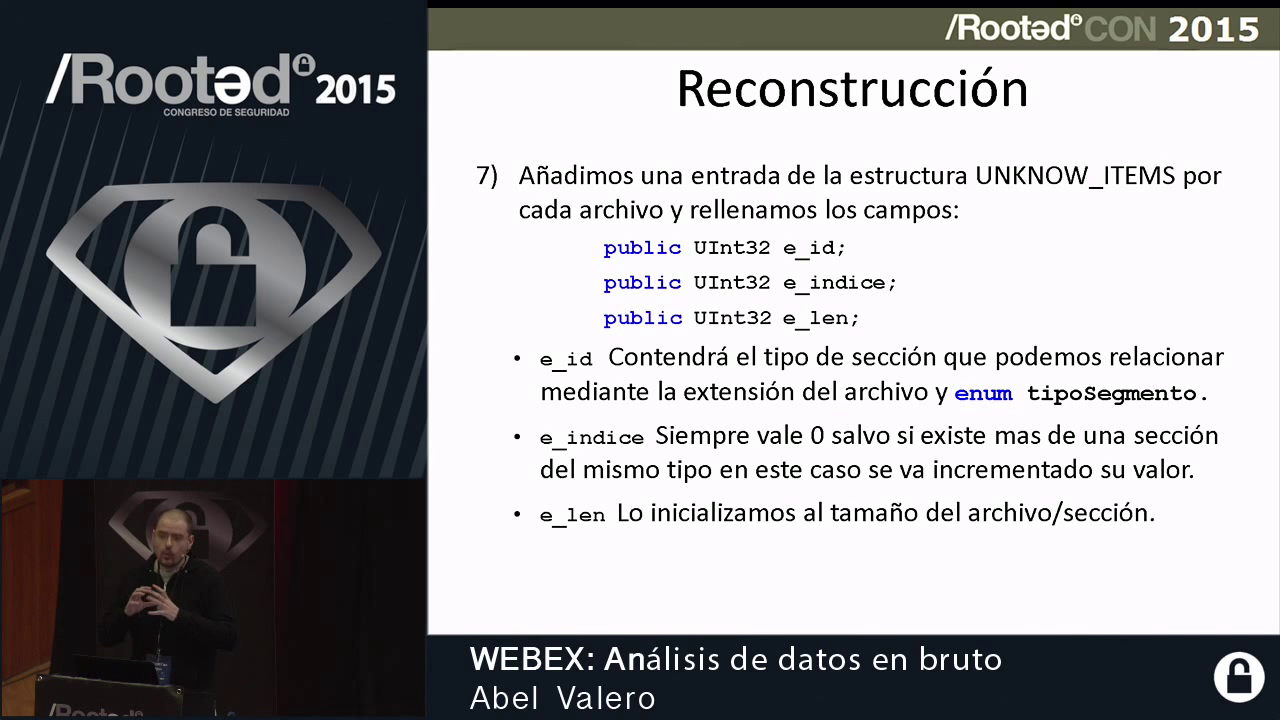 /Rooted 2015
CONGRESO DE SEGURIDAD
/Rooted CON 2015
Reconstrucción
7) Añadimos una entrada de la estructura UNKNOW_ITEMS por
cada archivo y rellenamos los campos:
public UInt32 e_id;
public UInt32 e_indice;
public UInt32 e_len;
• e_id Contendrá el tipo de sección que podemos relacionar
mediante la extensión del archivo y enum tipoSegmento.
• e_indice Siempre vale 0 salvo si existe mas de una sección
del mismo tipo en este caso se va incrementado su valor.
• e_len Lo inicializamos al tamaño del archivo/sección.
WEBEX: Análisis de datos en bruto
Abel Valero